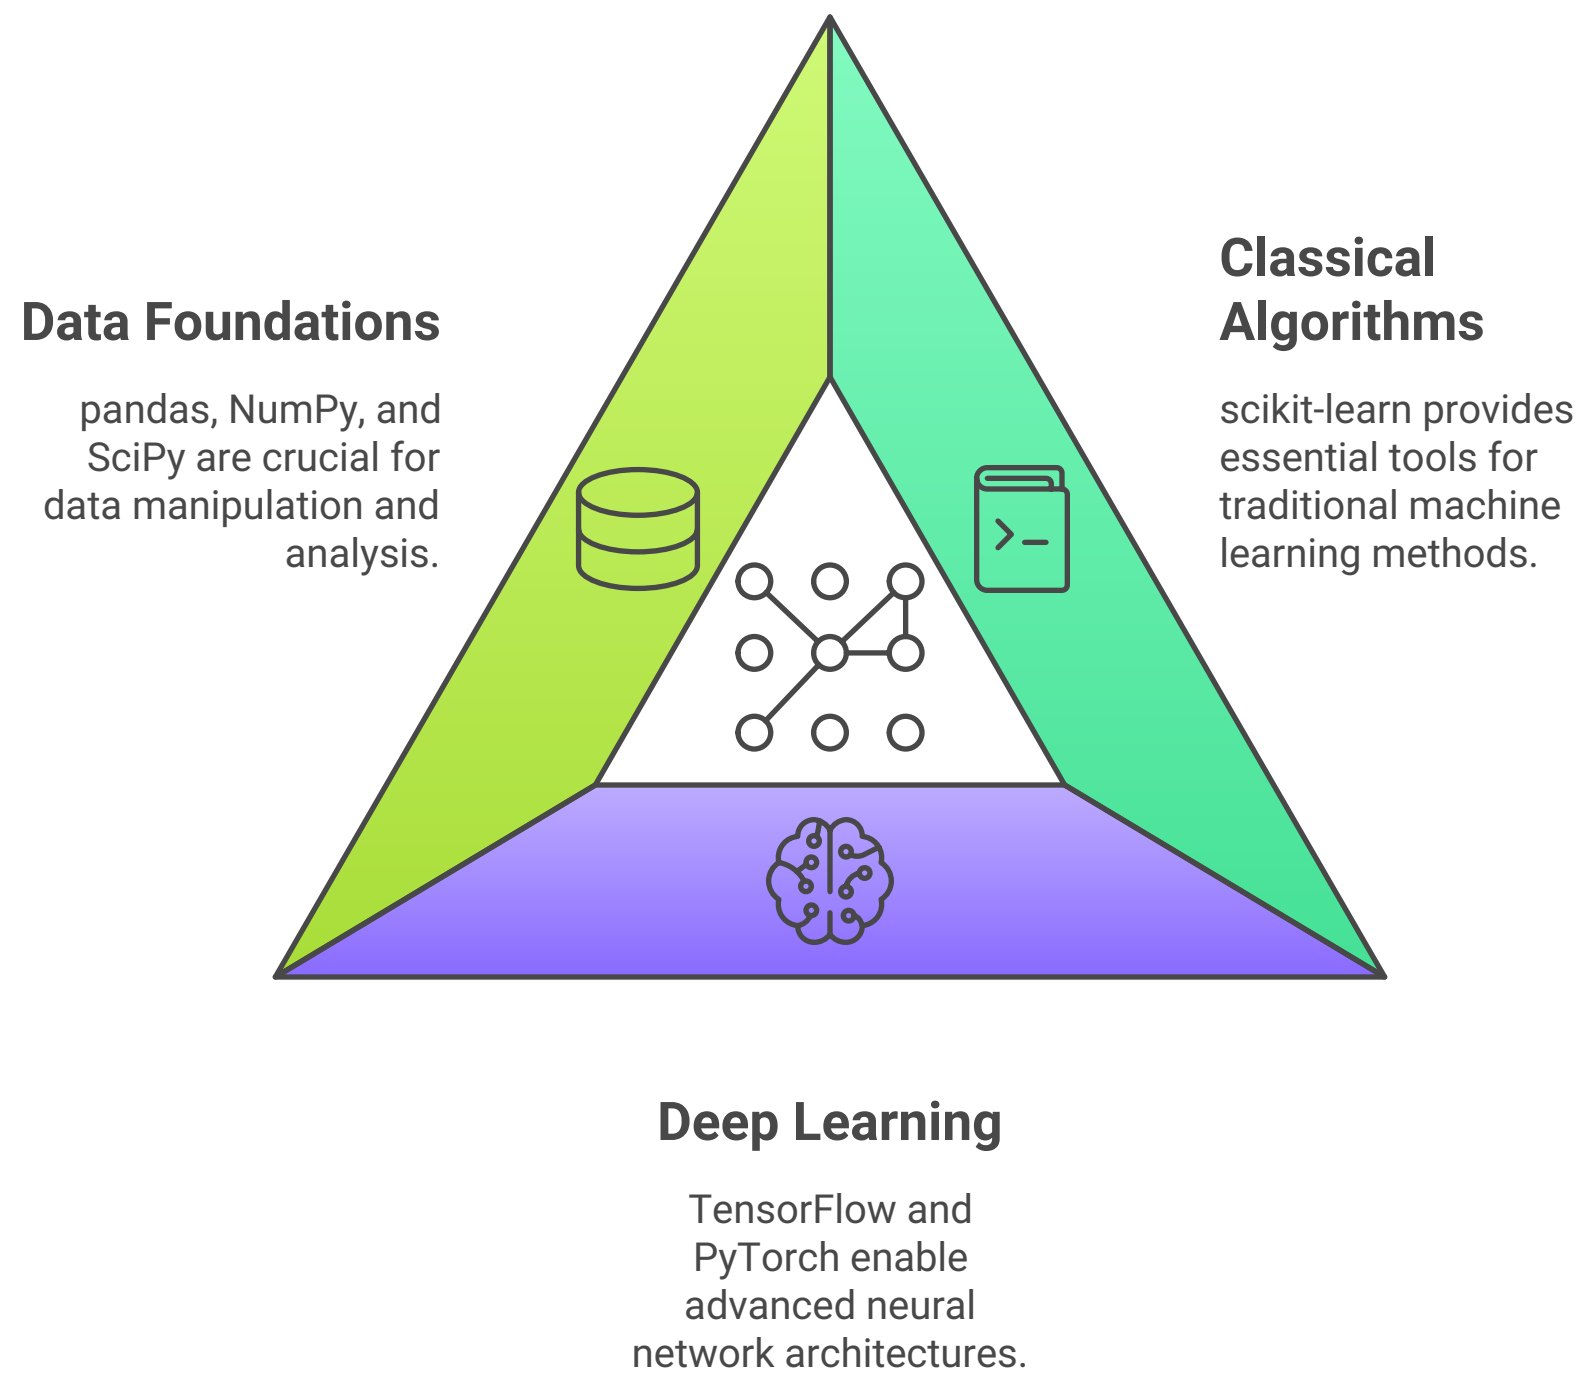 Data Foundations
pandas, NumPy, and
SciPy are crucial for
data manipulation and
analysis.
Classical
Algorithms
scikit-learn provides
essential tools for
traditional machine
learning methods.
Deep Learning
TensorFlow and
PyTorch enable
advanced neural
network architectures.